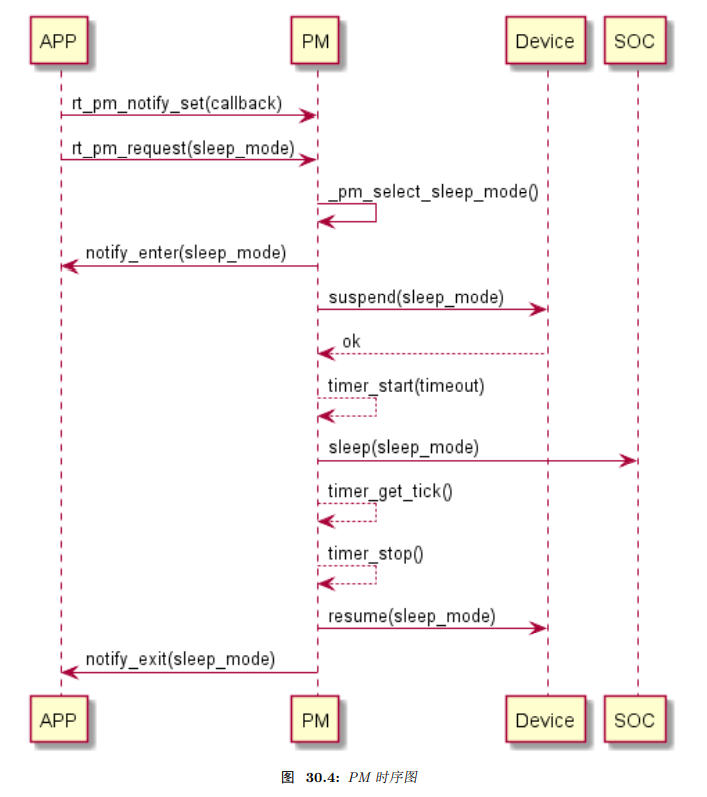 APP PM Device SOC
rt_pm_notify_set(callback)
rt_pm_request(sleep_mode)
_pm_select_sleep_mode()
notify_enter(sleep_mode)
suspend(sleep_mode)
ok
timer_start(timeout)
sleep(sleep_mode)
timer_get_tick()
timer_stop()
resume(sleep_mode)
notify_exit(sleep_mode)
APP PM Device SOC
图 30.4: PM 时序图